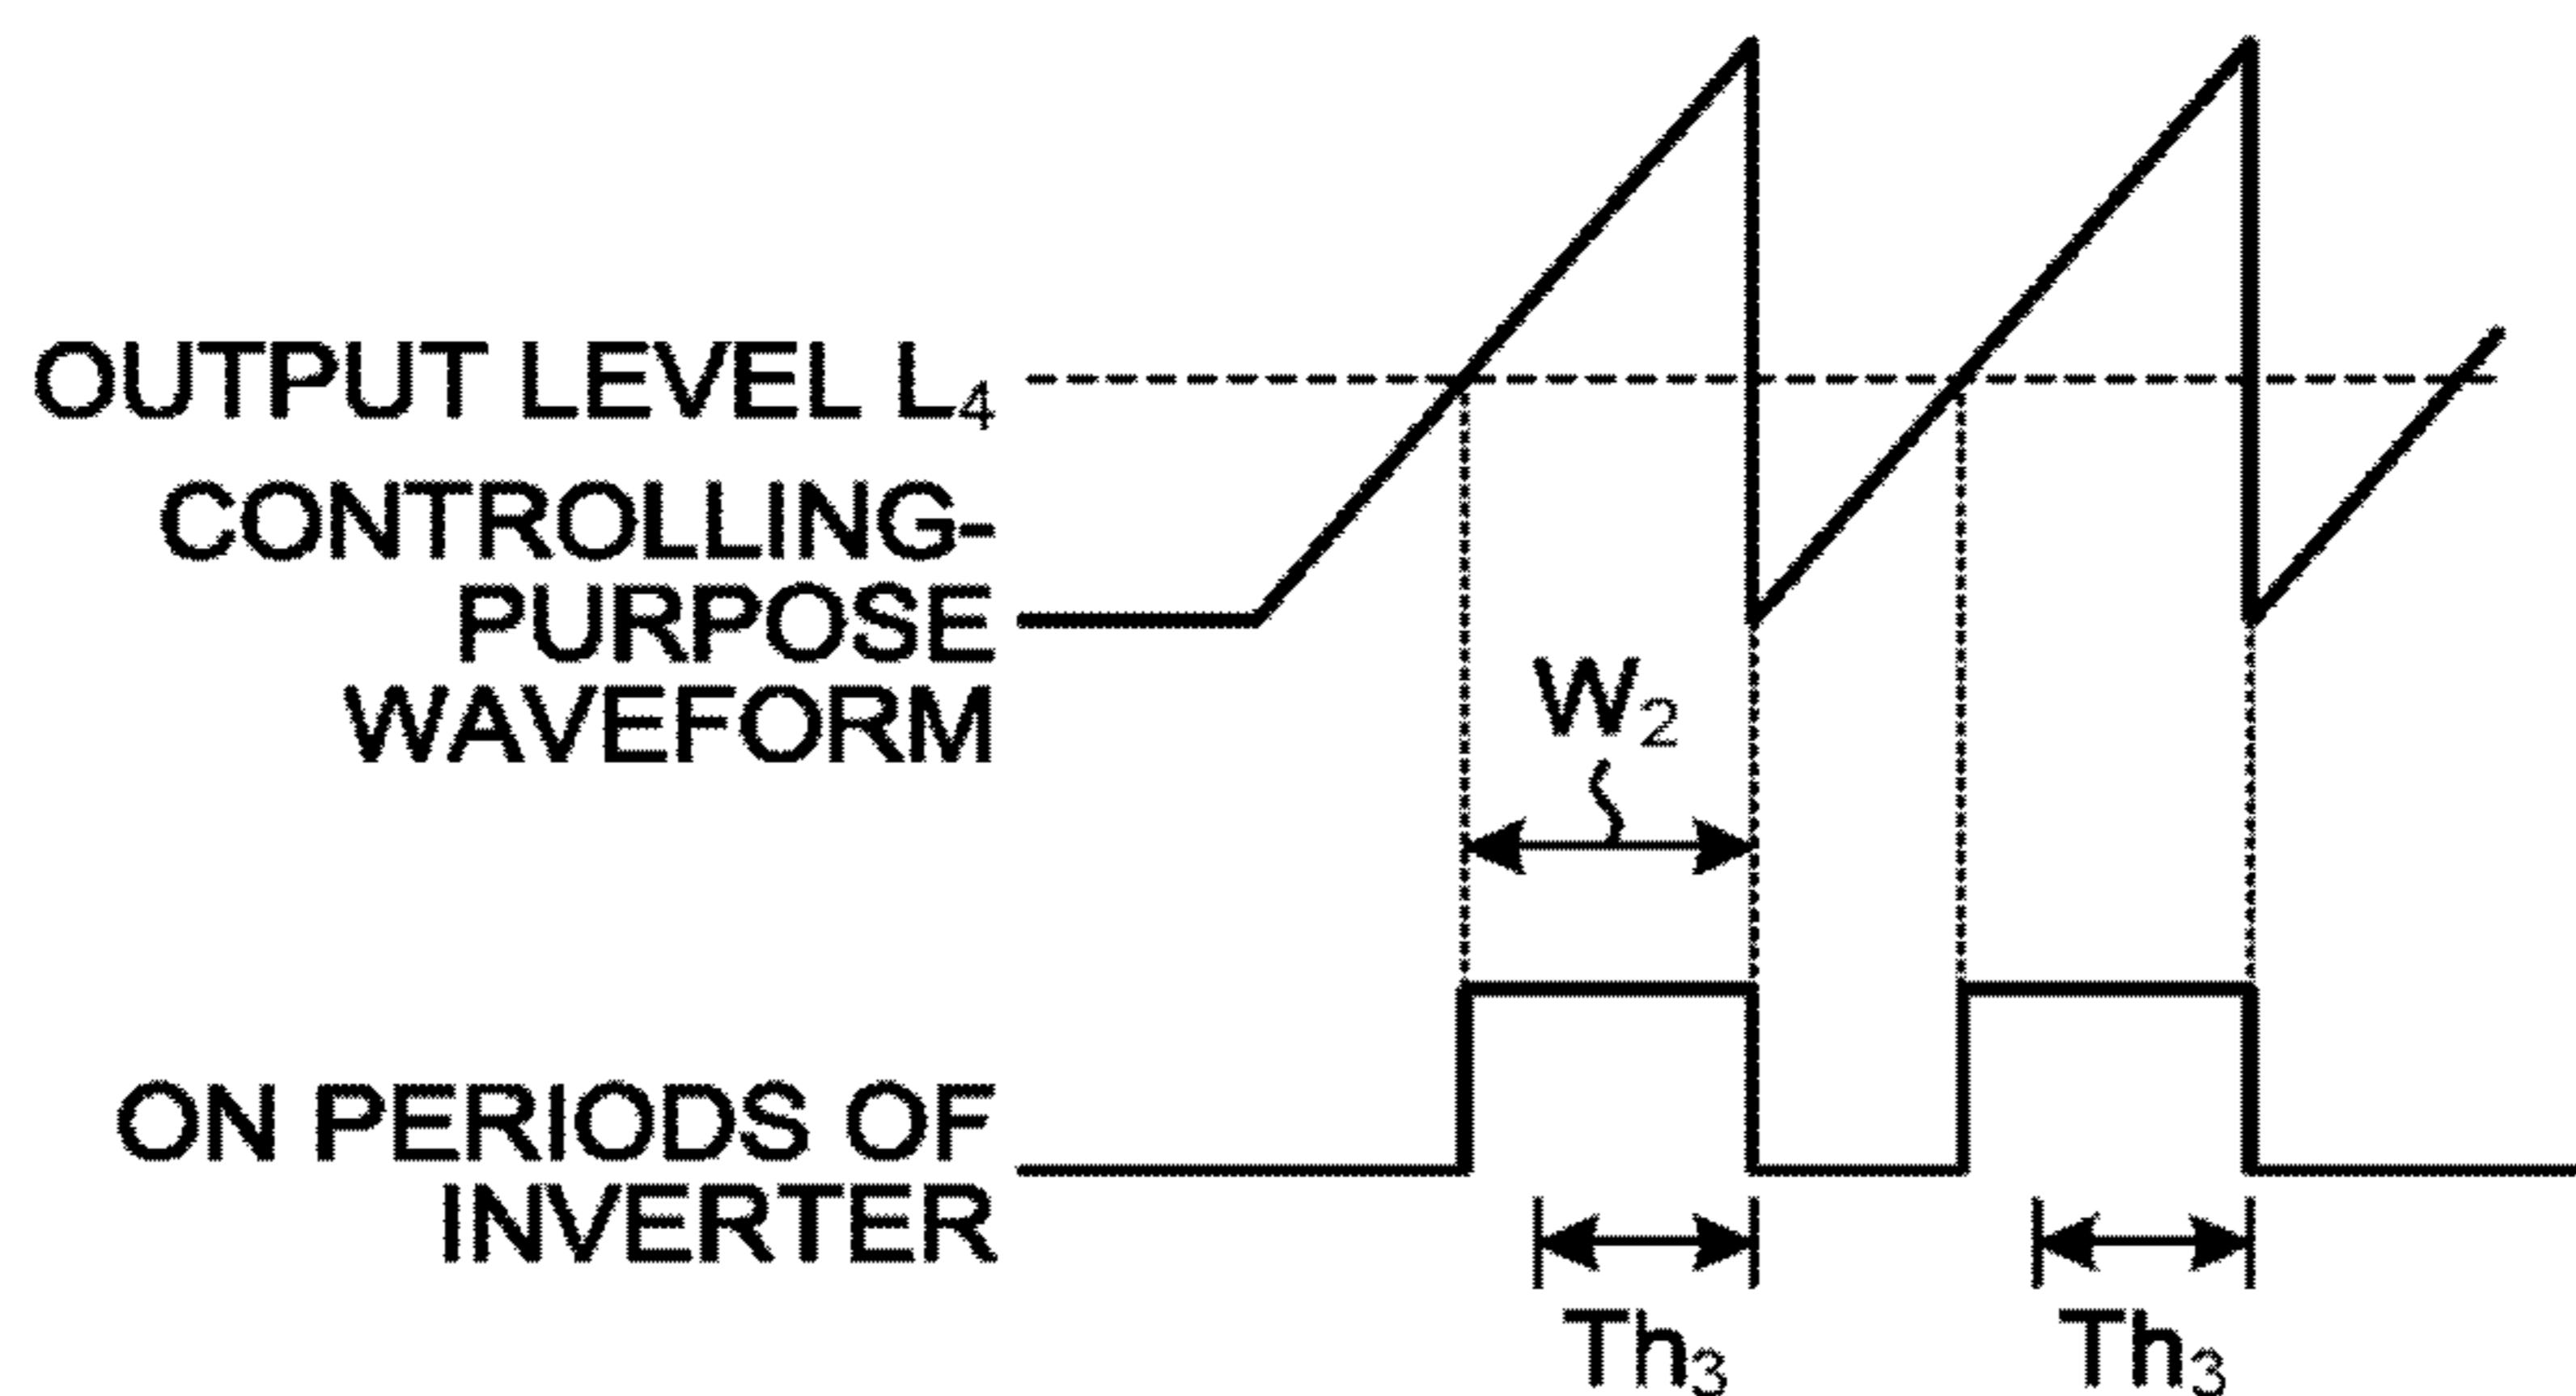 OUTPUT LEVEL L4
CONTROLLING-
PURPOSE
WAVEFORM
W2
ON PERIODS OF
INVERTER
Th3
Th3